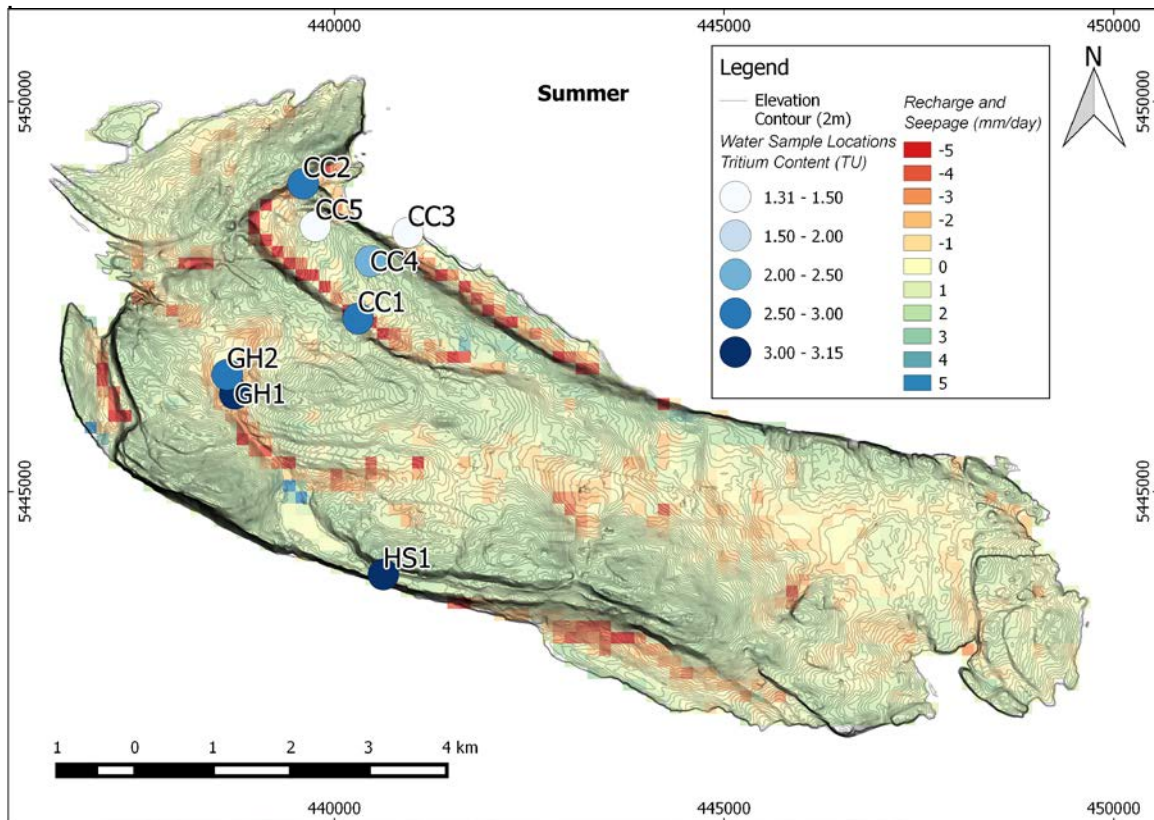 440000
445000
450000
5450000
5450000
Summer
N
Legend
Elevation
Contour (2m)
Water Sample Locations
Tritium Content (TU)
1.31 - 1.50
1.50 - 2.00
2.00 - 2.50
2.50 - 3.00
3.00 - 3.15
Recharge and
Seepage (mm/day)
-5
-4
-3
-2
-1
0
1
2
3
4
5
CC2
CC5
CC3
CC4
CC1
GH2
GH1
HS1
5445000
5445000
1 0 1 2 3 4 km
440000
445000
450000